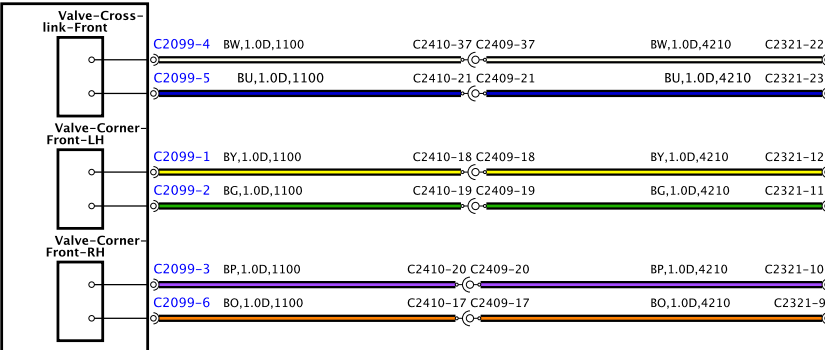 Valve-Cross-
link-Front
C2099-4 BW,1.0D,1100 C2410-37 C2409-37 BW,1.0D,4210 C2321-22
C2099-5 BU,1.0D,1100 C2410-21 C2409-21 BU,1.0D,4210 C2321-23
Valve-Corner-
Front-LH
C2099-1 BY,1.0D,1100 C2410-18 C2409-18 BY,1.0D,4210 C2321-12
C2099-2 BG,1.0D,1100 C2410-19 C2409-19 BG,1.0D,4210 C2321-11
Valve-Corner-
Front-RH
C2099-3 BP,1.0D,1100 C2410-20 C2409-20 BP,1.0D,4210 C2321-10
C2099-6 BO,1.0D,1100 C2410-17 C2409-17 BO,1.0D,4210 C2321-9